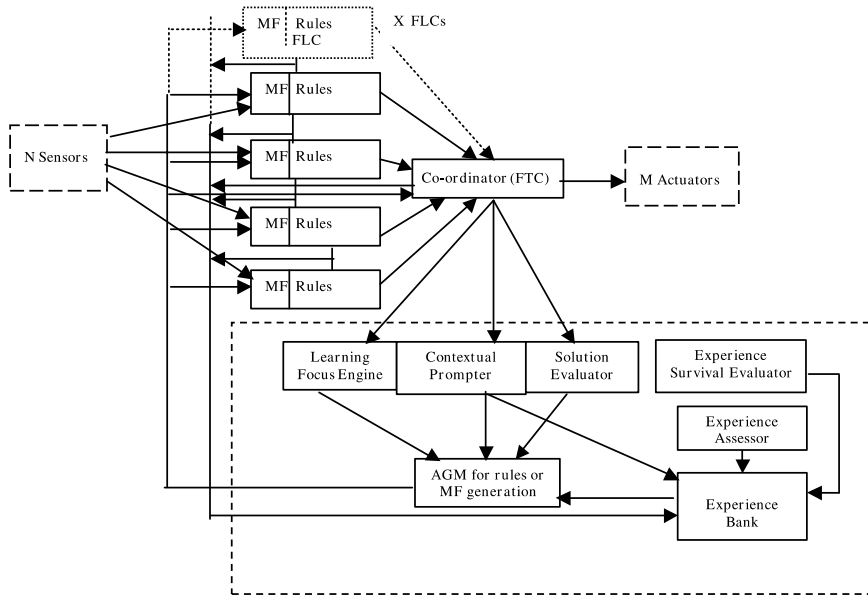 MF Rules
FLC
X FLCs
MF Rules
N Sensors
MF Rules
Co-ordinator (FTC)
M Actuators
MF Rules
MF Rules
Learning
Focus Engine
Contextual
Prompter
Solution
Evaluator
Experience
Survival Evaluator
Experience
Assessor
AGM for rules or
MF generation
Experience
Bank